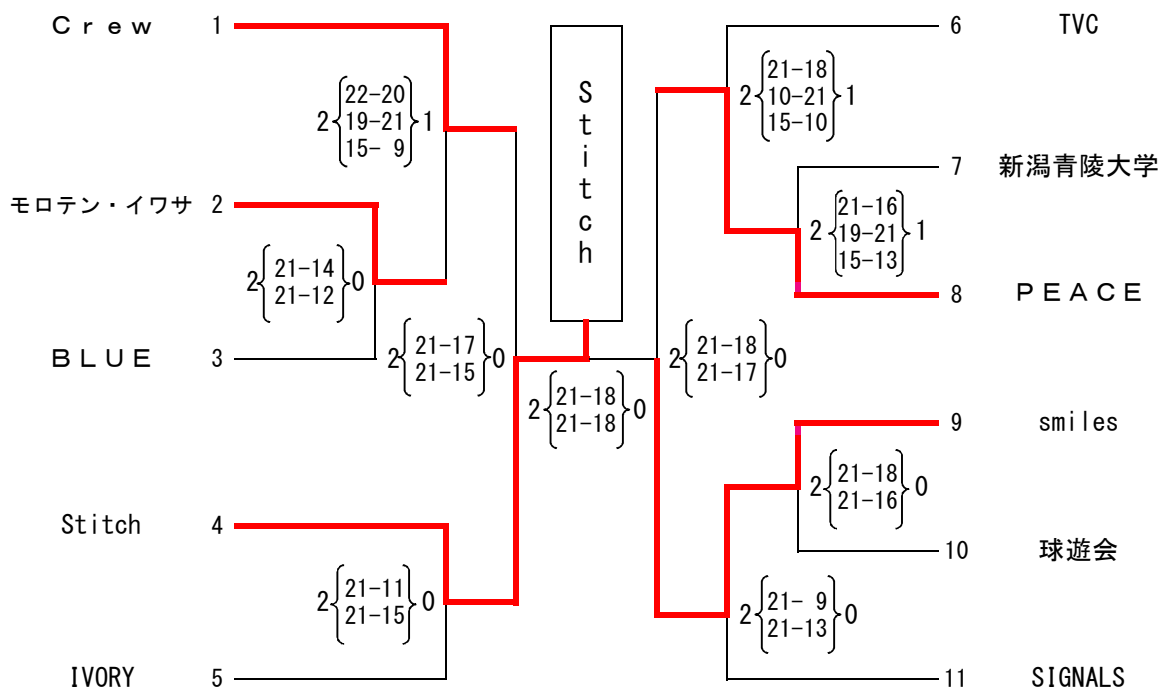 Ｃｒｅｗ 1
2 22-20 1
19-21
15- 9
モロテン・イワサ 2
2 21-14 0
21-12
ＢＬＵＥ 3
2 21-17 0
21-15
Stitch 4
2 21-11 0
21-15
IVORY 5
Stitch
2 21-18 0
21-18
6 TVC
2 21-18 1
10-21
15-10
7 新潟青陵大学
2 21-16 1
19-21
15-13
8 ＰＥＡＣＥ
2 21-18 0
21-17
9 smiles
2 21-18 0
21-16
10 球遊会
2 21- 9 0
21-13
11 SIGNALS